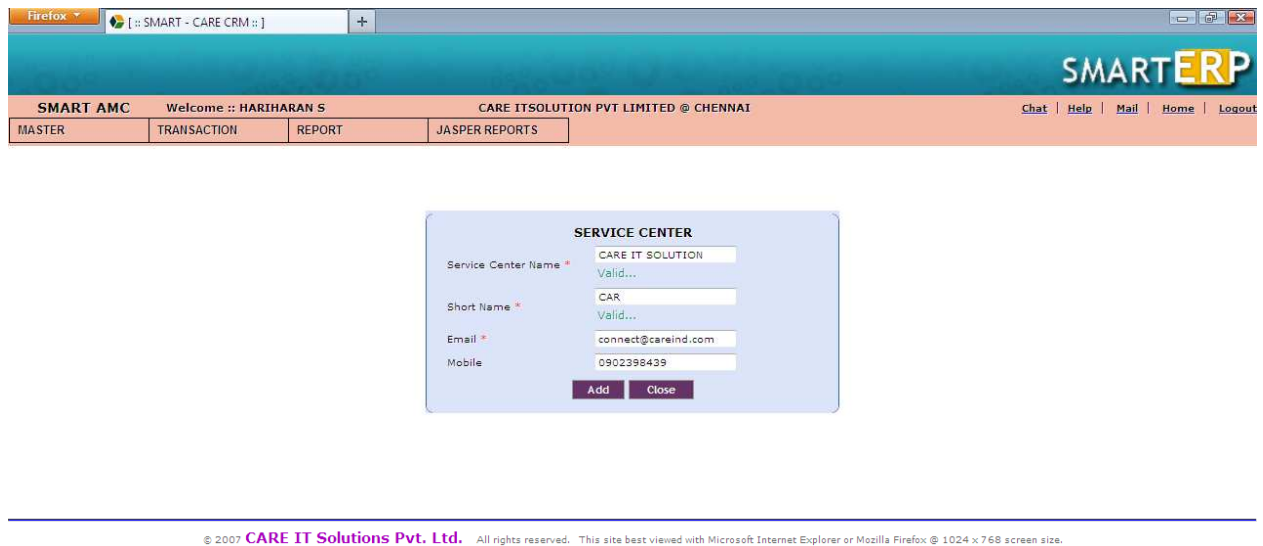 Firefox
[ :: SMART - CARE CRM :: ]
+
SMARTERP
SMART AMC Welcome :: HARIHARAN S CARE ITSOLUTION PVT LIMITED @ CHENNAI Chat | Help | Mail | Home | Logout
MASTER TRANSACTION REPORT JASPER REPORTS
SERVICE CENTER
Service Center Name * CARE IT SOLUTION
Valid...
Short Name * CAR
Valid...
Email * connect@careind.com
Mobile 0902398439
Add Close
© 2007 CARE IT Solutions Pvt. Ltd. All rights reserved. This site best viewed with Microsoft Internet Explorer or Mozilla Firefox @ 1024 x 768 screen size.